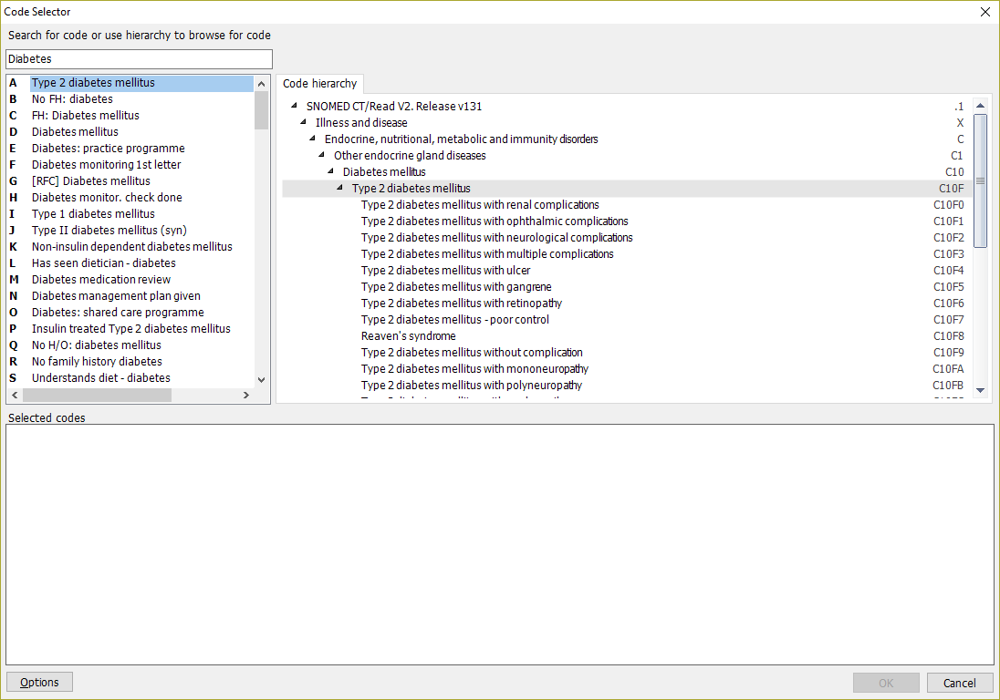 Code Selector
Search for code or use hierarchy to browse for code
Diabetes
A Type 2 diabetes mellitus
B No FH: diabetes
C FH: Diabetes mellitus
D Diabetes mellitus
E Diabetes: practice programme
F Diabetes monitoring 1st letter
G [RFC] Diabetes mellitus
H Diabetes monitor. check done
I Type 1 diabetes mellitus
J Type II diabetes mellitus (syn)
K Non-insulin dependent diabetes mellitus
L Has seen dietician - diabetes
M Diabetes medication review
N Diabetes management plan given
O Diabetes: shared care programme
P Insulin treated Type 2 diabetes mellitus
Q No H/O: diabetes mellitus
R No family history diabetes
S Understands diet - diabetes
Code hierarchy
SNOMED CT/Read V2. Release v131 .1
Illness and disease X
Endocrine, nutritional, metabolic and immunity disorders C
Other endocrine gland diseases C1
Diabetes mellitus C10
Type 2 diabetes mellitus C10F
Type 2 diabetes mellitus with renal complications C10F0
Type 2 diabetes mellitus with ophthalmic complications C10F1
Type 2 diabetes mellitus with neurological complications C10F2
Type 2 diabetes mellitus with multiple complications C10F3
Type 2 diabetes mellitus with ulcer C10F4
Type 2 diabetes mellitus with gangrene C10F5
Type 2 diabetes mellitus with retinopathy C10F6
Type 2 diabetes mellitus - poor control C10F7
Reaven's syndrome C10F8
Type 2 diabetes mellitus without complication C10F9
Type 2 diabetes mellitus with mononeuropathy C10FA
Type 2 diabetes mellitus with polyneuropathy C10FB
Selected codes
Options
OK
Cancel